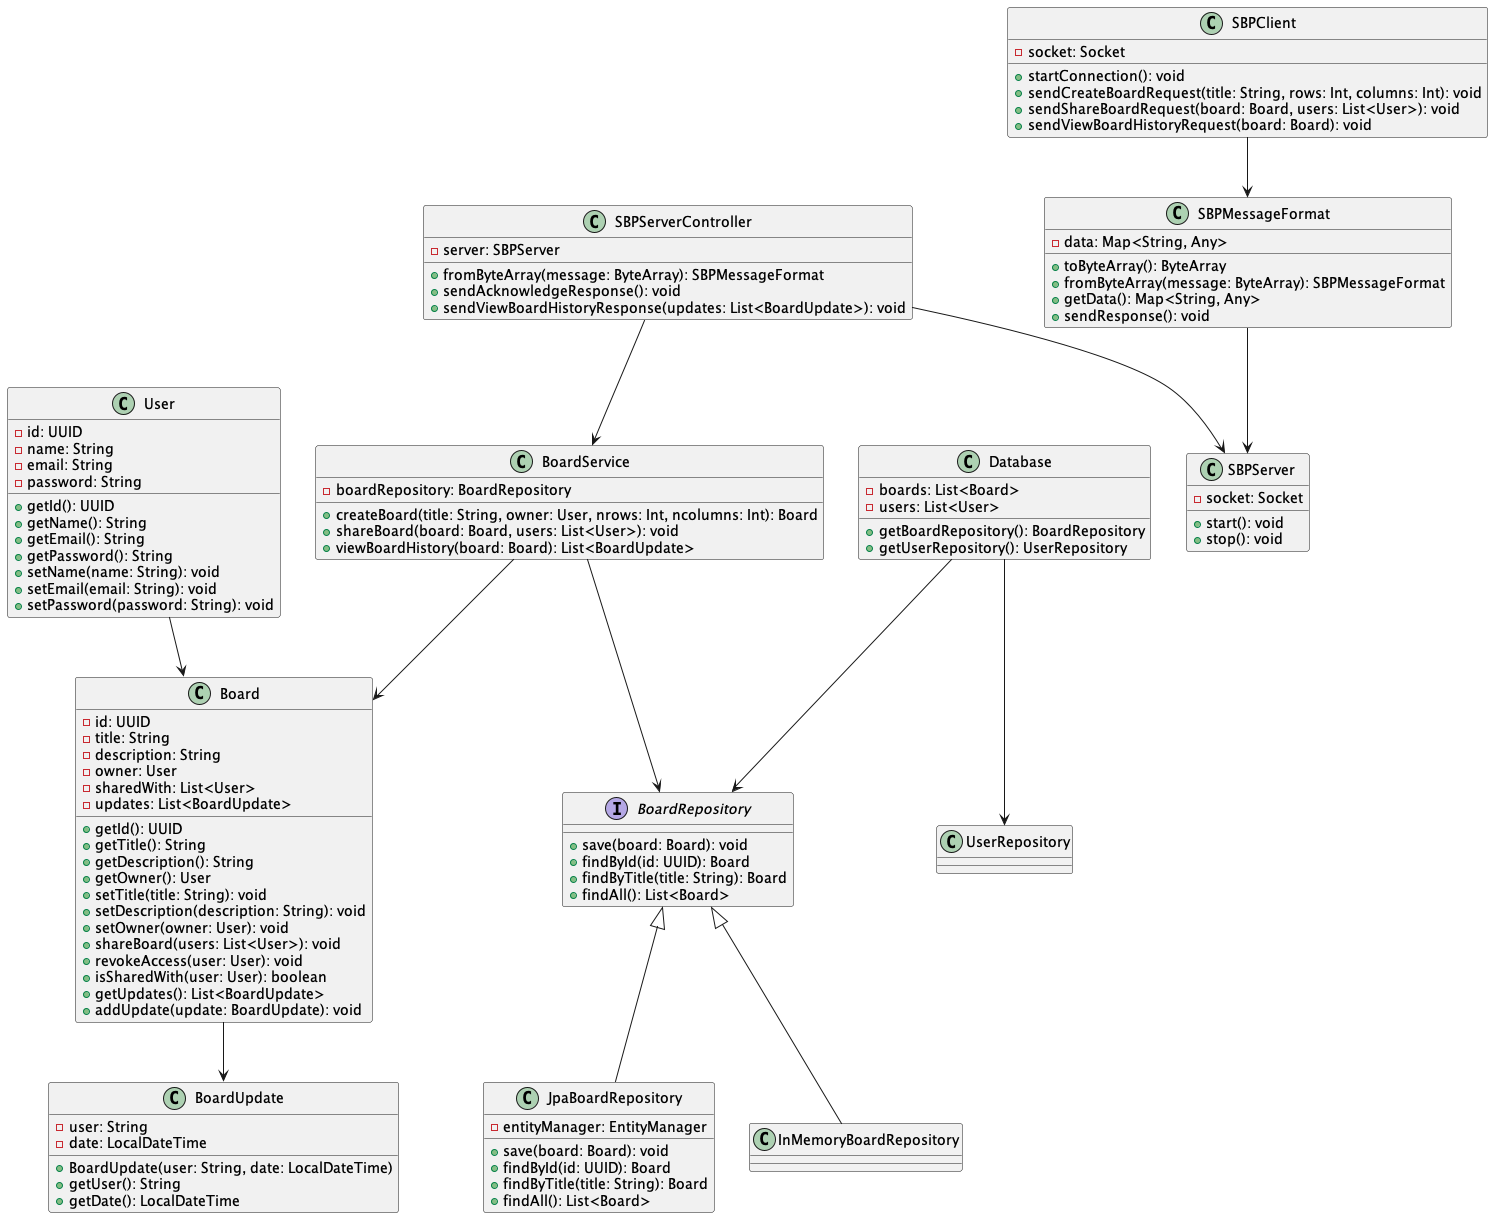 C SBPClient
socket: Socket
startConnection(): void
sendCreateBoardRequest(title: String, rows: Int, columns: Int): void
sendShareBoardRequest(board: Board, users: List<User>): void
sendViewBoardHistoryRequest(board: Board): void
C SBPServerController
server: SBPServer
fromByteArray(message: ByteArray): SBPMessageFormat
sendAcknowledgeResponse(): void
sendViewBoardHistoryResponse(updates: List<BoardUpdate>): void
C SBPMessageFormat
data: Map<String, Any>
toByteArray(): ByteArray
fromByteArray(message: ByteArray): SBPMessageFormat
getData(): Map<String, Any>
sendResponse(): void
C User
id: UUID
name: String
email: String
password: String
getId(): UUID
getName(): String
getEmail(): String
getPassword(): String
setName(name: String): void
setEmail(email: String): void
setPassword(password: String): void
C BoardService
boardRepository: BoardRepository
createBoard(title: String, owner: User, nrows: Int, ncolumns: Int): Board
shareBoard(board: Board, users: List<User>): void
viewBoardHistory(board: Board): List<BoardUpdate>
C Database
boards: List<Board>
users: List<User>
getBoardRepository(): BoardRepository
getUserRepository(): UserRepository
C SBPServer
socket: Socket
start(): void
stop(): void
C Board
id: UUID
title: String
description: String
owner: User
sharedWith: List<User>
updates: List<BoardUpdate>
getId(): UUID
getTitle(): String
getDescription(): String
getOwner(): User
setTitle(title: String): void
setDescription(description: String): void
setOwner(owner: User): void
shareBoard(users: List<User>): void
revokeAccess(user: User): void
isSharedWith(user: User): boolean
getUpdates(): List<BoardUpdate>
addUpdate(update: BoardUpdate): void
I BoardRepository
save(board: Board): void
findById(id: UUID): Board
findByTitle(title: String): Board
findAll(): List<Board>
C UserRepository
C BoardUpdate
user: String
date: LocalDateTime
BoardUpdate(user: String, date: LocalDateTime)
getUser(): String
getDate(): LocalDateTime
C JpaBoardRepository
entityManager: EntityManager
save(board: Board): void
findById(id: UUID): Board
findByTitle(title: String): Board
findAll(): List<Board>
C InMemoryBoardRepository